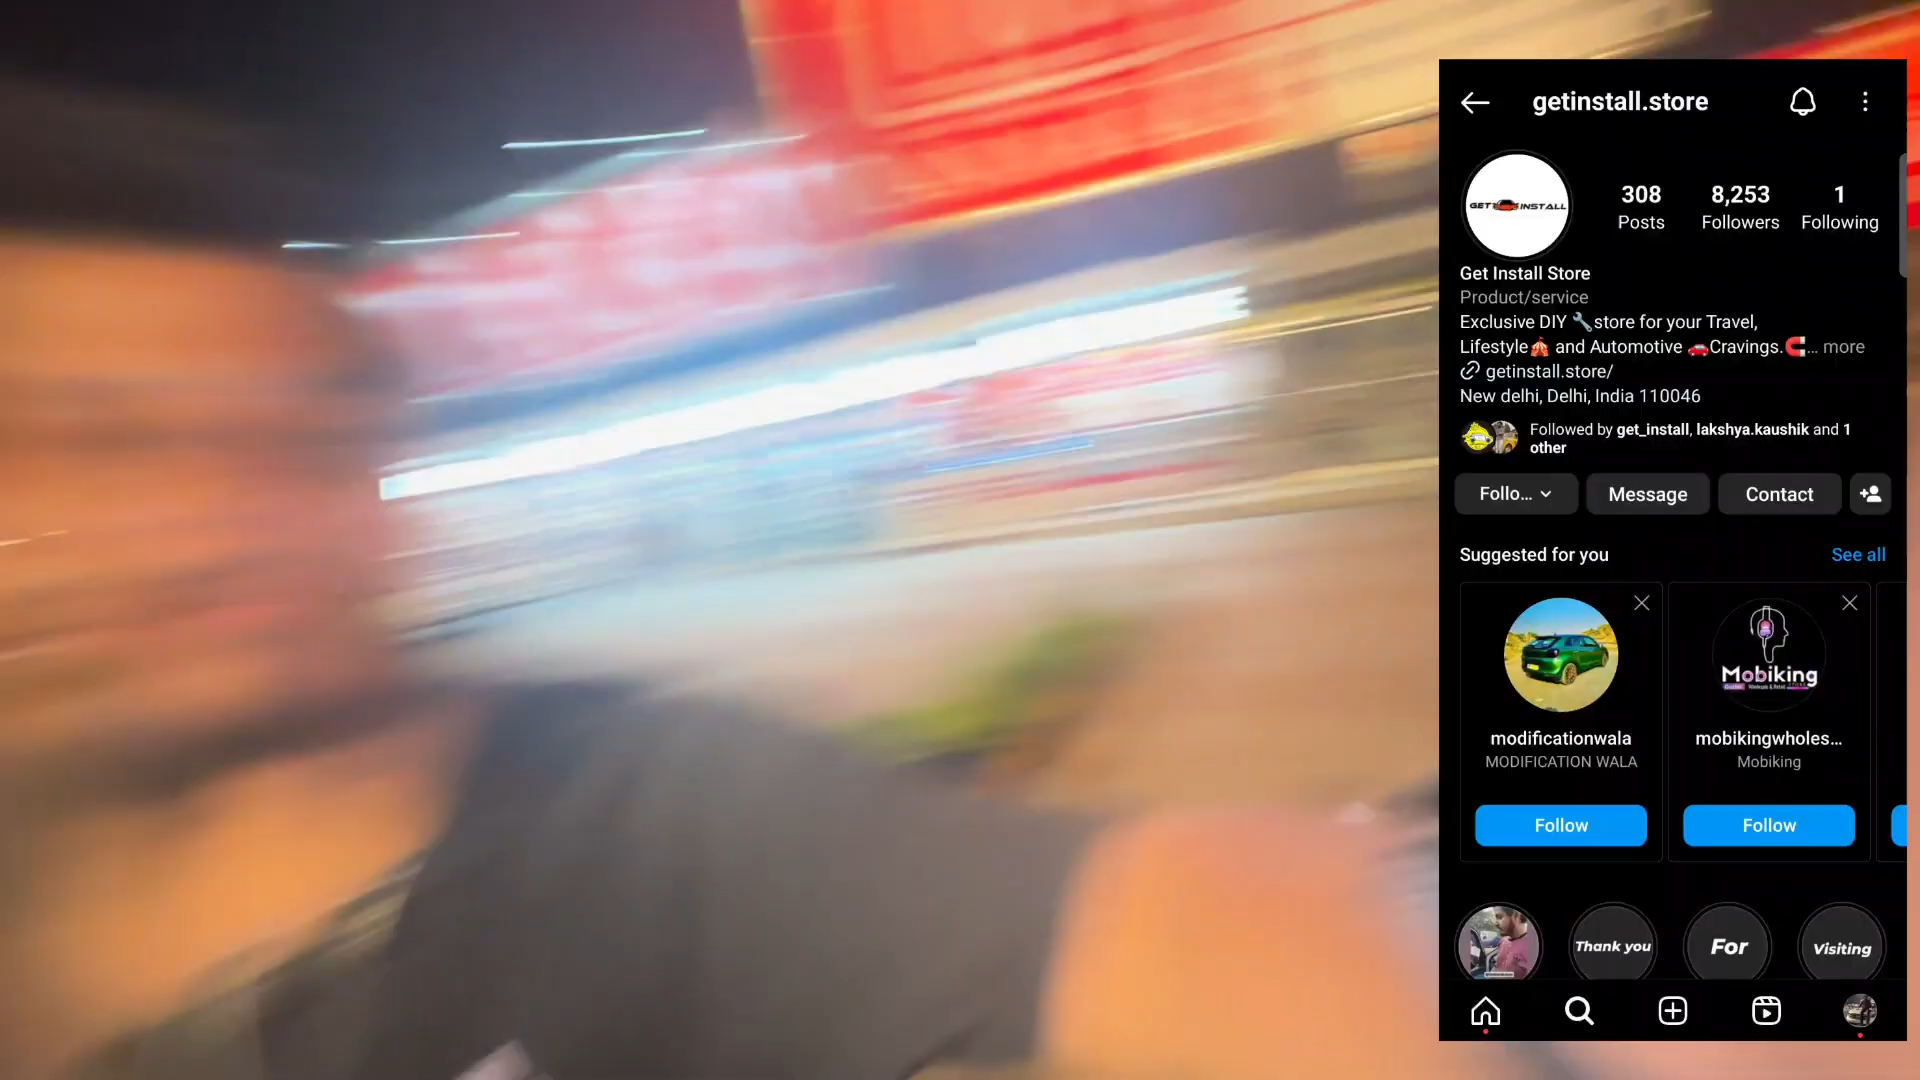 getinstall.store
GET INSTALL
308
Posts
8,253
Followers
1
Following
Get Install Store
Product/service
Exclusive DIY 🔧store for your Travel,
Lifestyle🎪 and Automotive 🚗Cravings.🧲... more
getinstall.store/
New delhi, Delhi, India 110046
Followed by get_install, lakshya.kaushik and 1
other
Follo...
Message
Contact
Suggested for you
See all
Mobiking
modificationwala
MODIFICATION WALA
Follow
mobikingwholes...
Mobiking
Follow
Thank you
For
Visiting